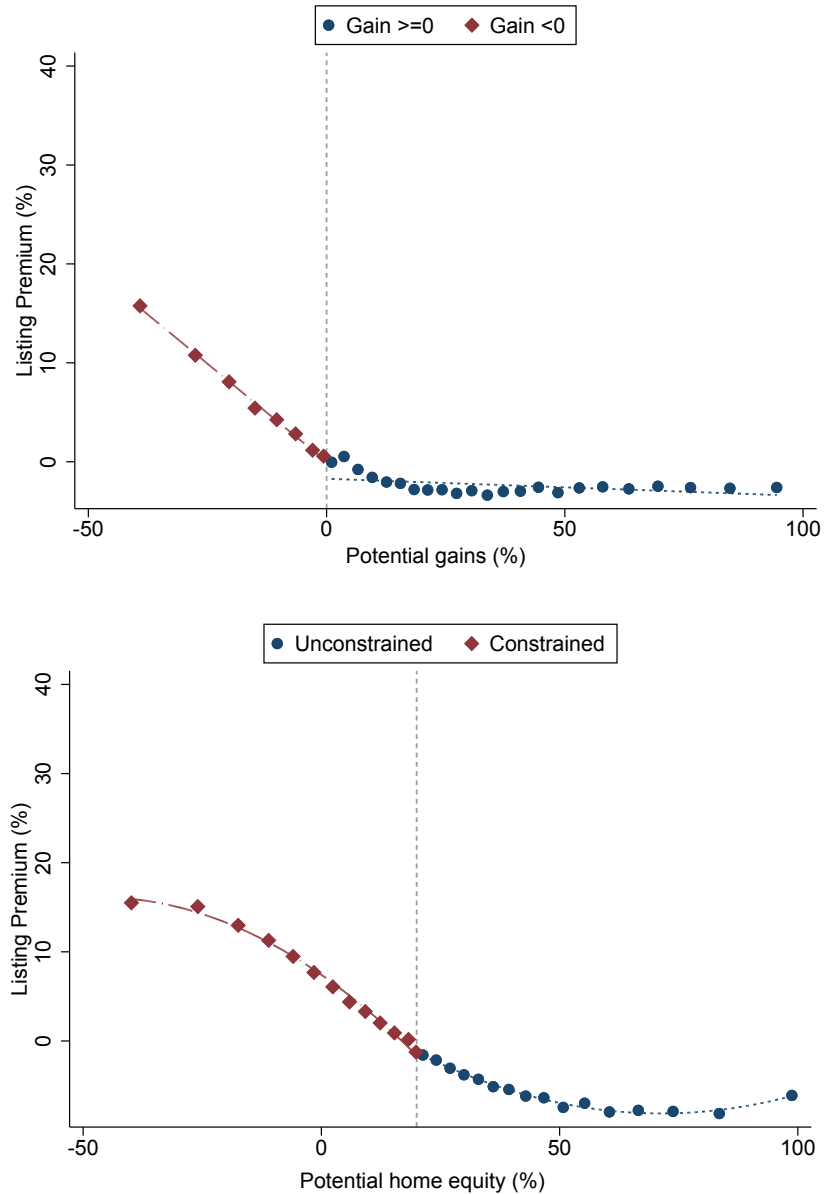 Gain >=0 Gain <0
Listing Premium (%)
40
30
20
10
0
-50 0 50 100
Potential gains (%)
Unconstrained Constrained
Listing Premium (%)
40
30
20
10
0
-50 0 50 100
Potential home equity (%)